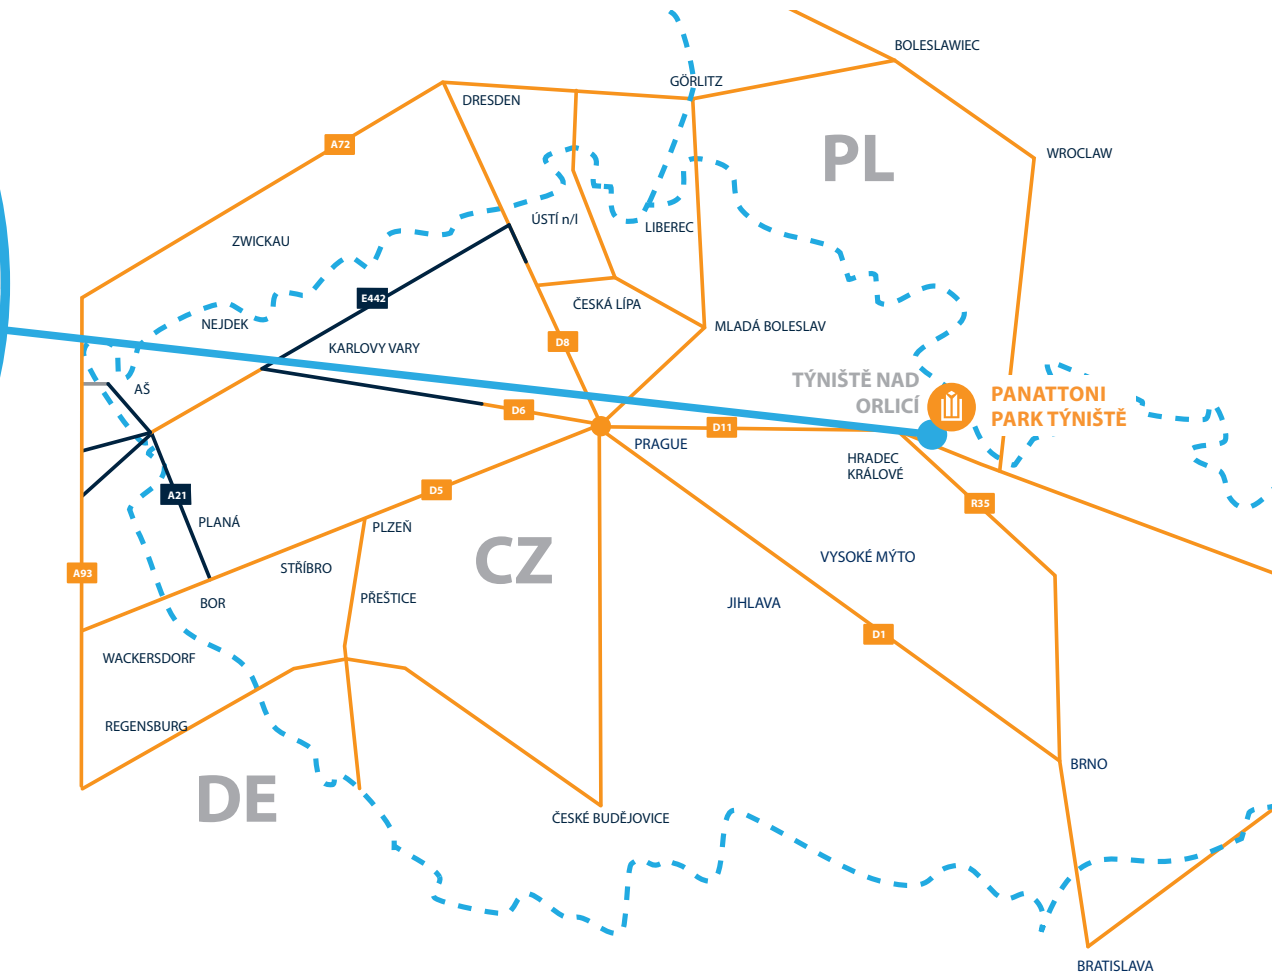 BOLESLAWIEC
GÖRLITZ
DRESDEN
A72
PL
WROCLAW
ÚSTÍ n/l
LIBEREC
ZWICKAU
E442
ČESKÁ LÍPA
NEJDEK
MLADÁ BOLESLAV
D8
KARLOVY VARY
TÝNIŠTĚ NAD
ORLICÍ
PANATTONI
PARK TÝNIŠTĚ
AŠ
D6
D11
PRAGUE
HRADEC
KRÁLOVÉ
D5
A21
R35
PLANÁ
PLZEŇ
CZ
VYSOKÉ MÝTO
STŘÍBRO
A93
BOR
PŘEŠTICE
JIHLAVA
D1
WACKERSDORF
REGENSBURG
BRNO
DE
ČESKÉ BUDĚJOVICE
BRATISLAVA